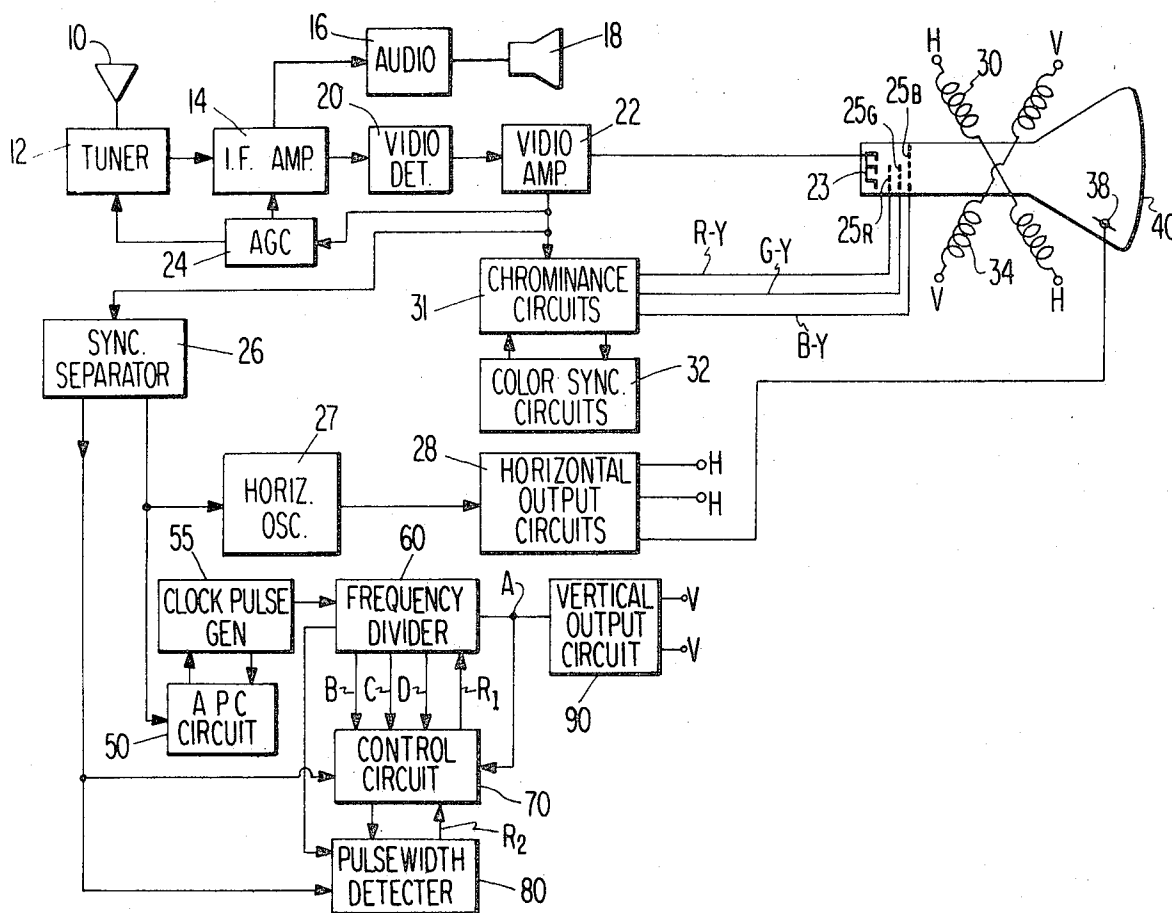 10
16
AUDIO
18
H
30
V
12
TUNER
14
I.F. AMP.
20
VIDIO
DET.
22
VIDIO
AMP.
25G
25B
23
25R
38
40
24
AGC
R-Y
G-Y
B-Y
V
34
H
31
CHROMINANCE
CIRCUITS
SYNC.
SEPARATOR
26
COLOR SYNC.
CIRCUITS
32
27
HORIZ.
OSC.
28
HORIZONTAL
OUTPUT
CIRCUITS
H
H
55
CLOCK PULSE
GEN
60
FREQUENCY
DIVIDER
A
VERTICAL
OUTPUT
CIRCUIT
V
V
90
B
C
D
R1
50
A P C
CIRCUIT
CONTROL
CIRCUIT
70
R2
PULSEWIDTH
DETECTER
80